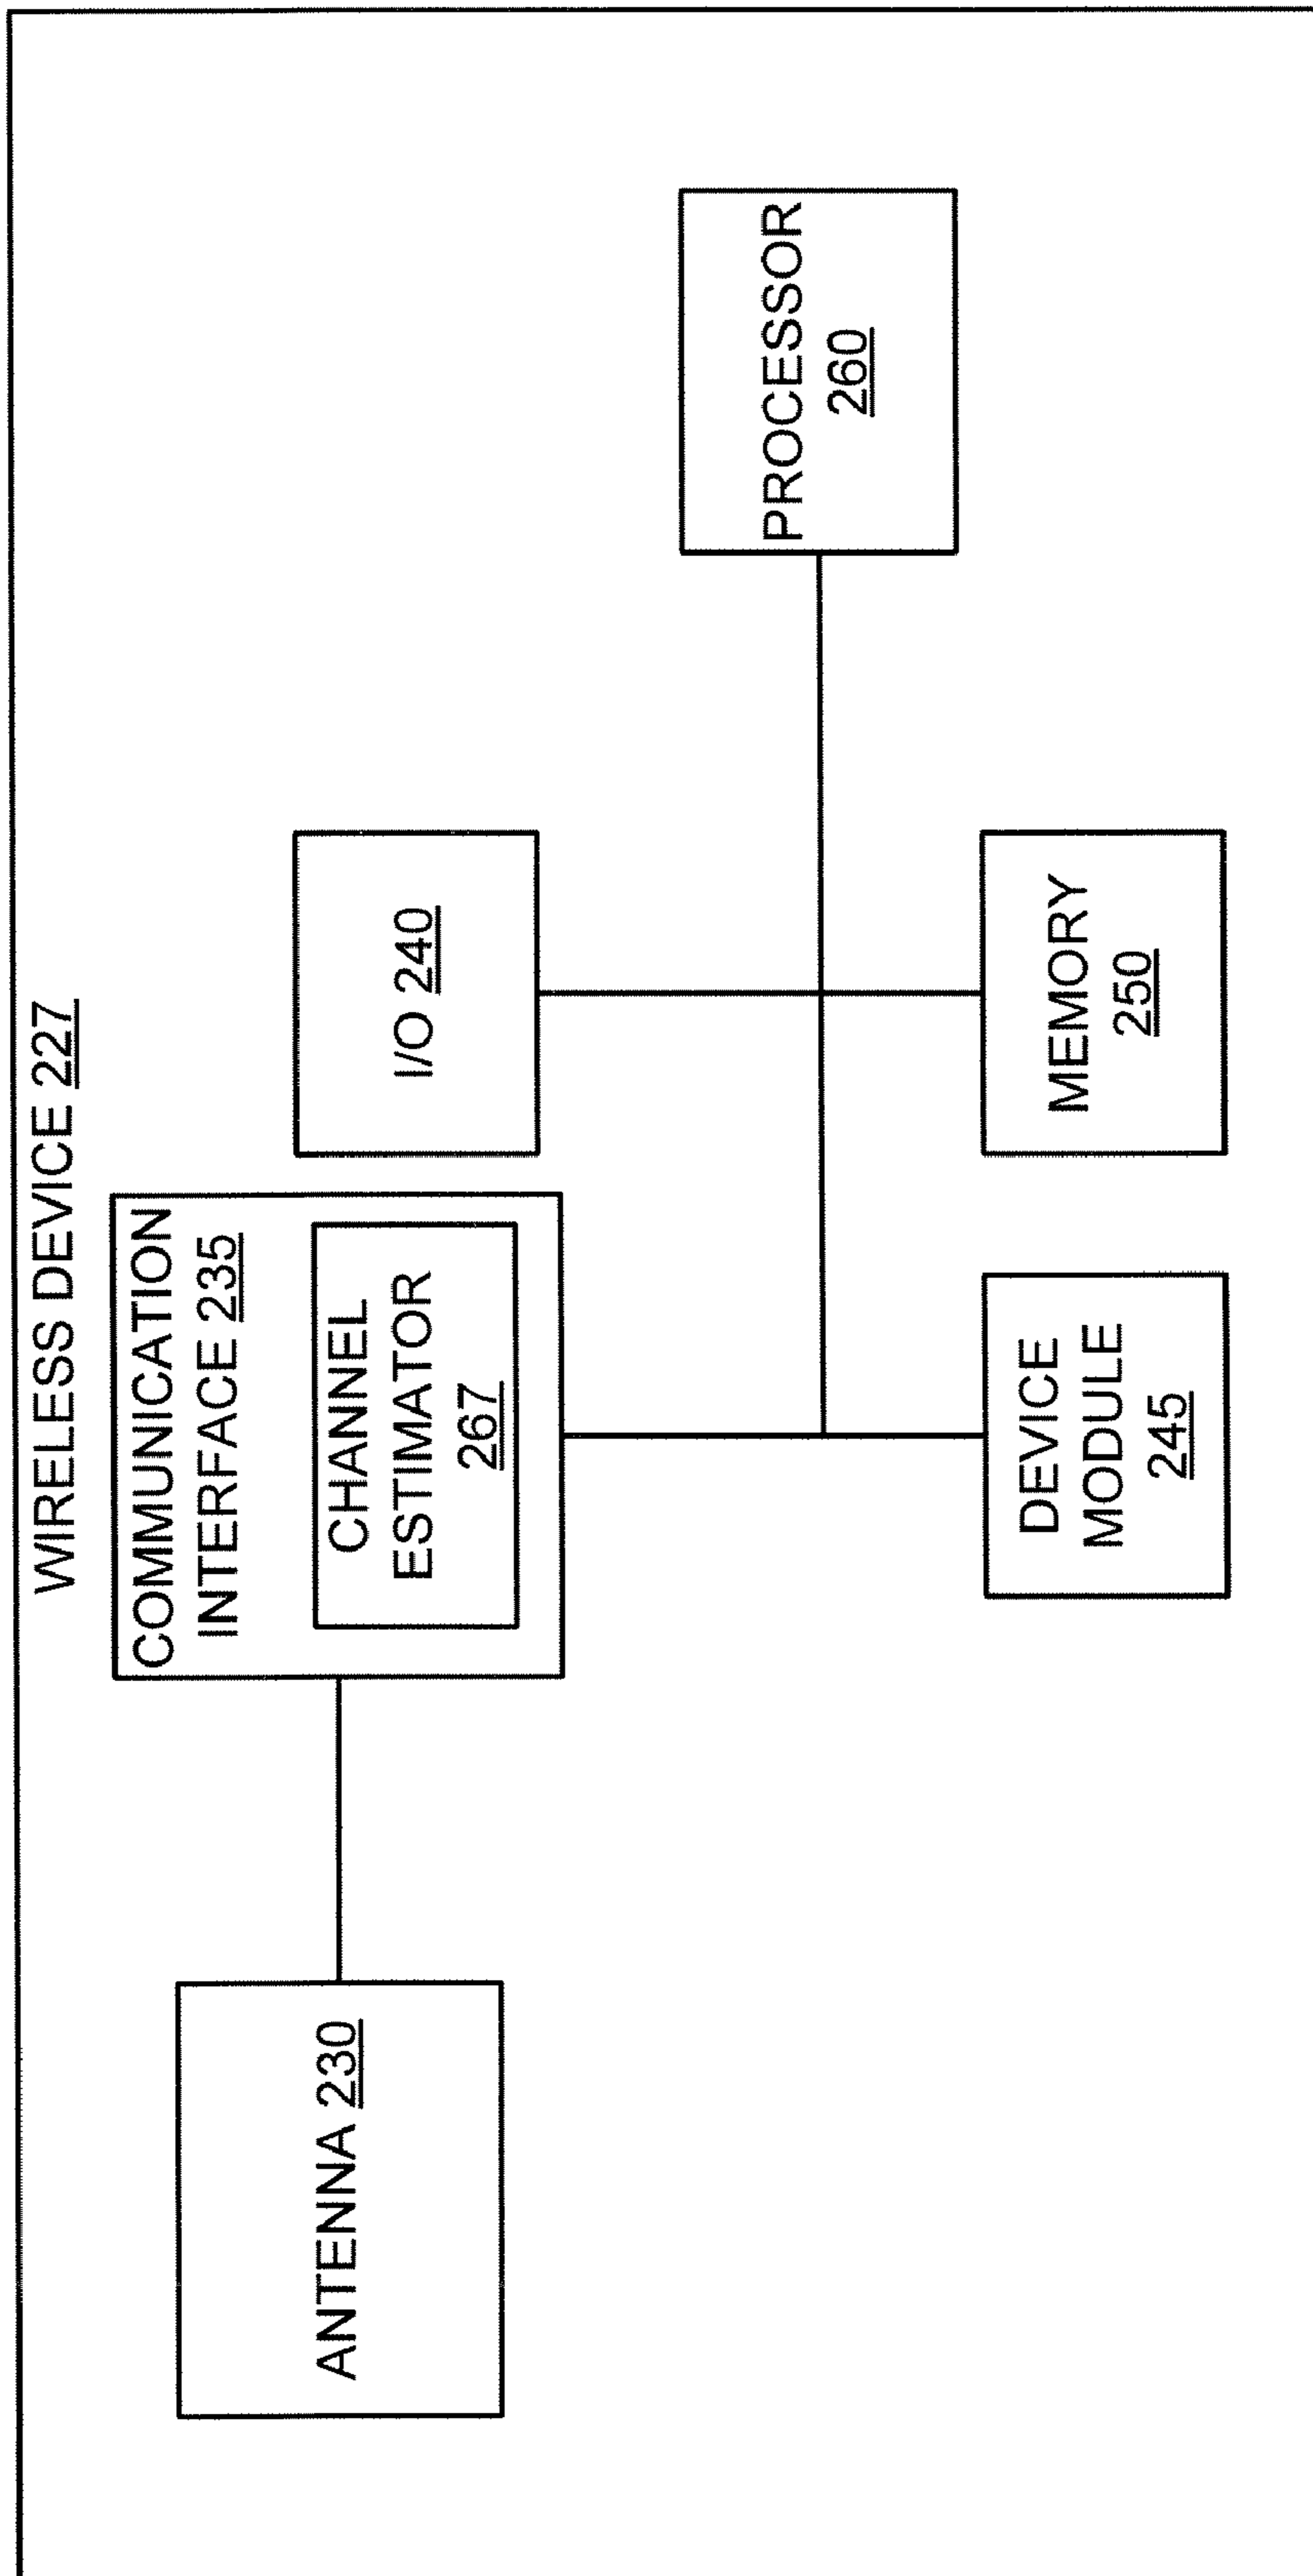 WIRELESS DEVICE 227
ANTENNA 230
COMMUNICATION
INTERFACE 235
CHANNEL
ESTIMATOR
267
I/O 240
DEVICE
MODULE
245
MEMORY
250
PROCESSOR
260